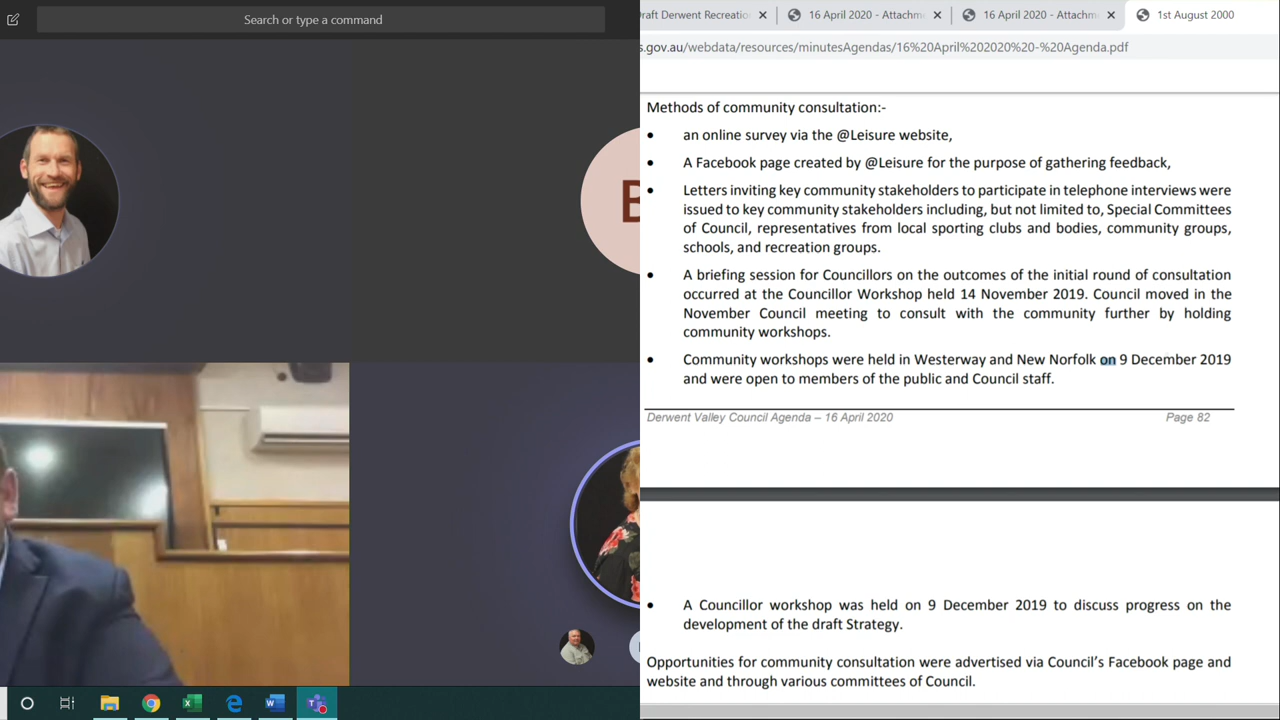 Search or type a command
raft Derwent Recreatio
16 April 2020 - Attachm
16 April 2020 - Attachm
1st August 2000
s.gov.au/webdata/resources/minutesAgendas/16%20April%202020%20-%20Agenda.pdf
B
Methods of community consultation:-
• an online survey via the @Leisure website,
• A Facebook page created by @Leisure for the purpose of gathering feedback,
• Letters inviting key community stakeholders to participate in telephone interviews were
issued to key community stakeholders including, but not limited to, Special Committees
of Council, representatives from local sporting clubs and bodies, community groups,
schools, and recreation groups.
• A briefing session for Councillors on the outcomes of the initial round of consultation
occurred at the Councillor Workshop held 14 November 2019. Council moved in the
November Council meeting to consult with the community further by holding
community workshops.
• Community workshops were held in Westerway and New Norfolk on 9 December 2019
and were open to members of the public and Council staff.
Derwent Valley Council Agenda – 16 April 2020
Page 82
• A Councillor workshop was held on 9 December 2019 to discuss progress on the
development of the draft Strategy.
Opportunities for community consultation were advertised via Council's Facebook page and
website and through various committees of Council.